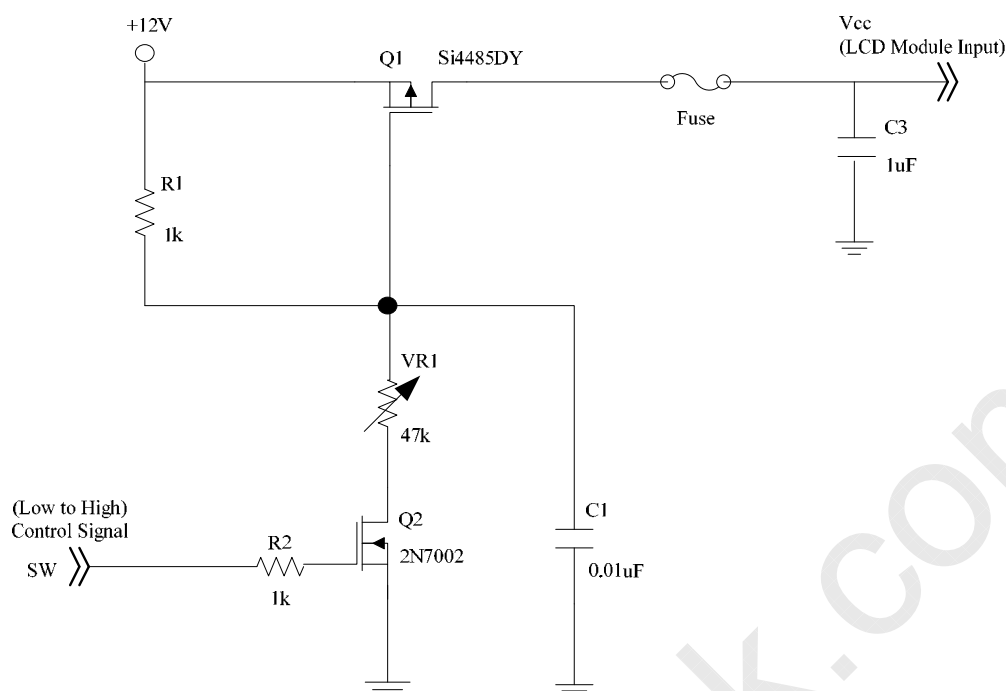 +12V
Q1
Si4485DY
Vcc
(LCD Module Input)
Fuse
C3
1uF
R1
1k
VR1
47k
(Low to High)
Control Signal
SW
R2
1k
Q2
2N7002
C1
0.01uF